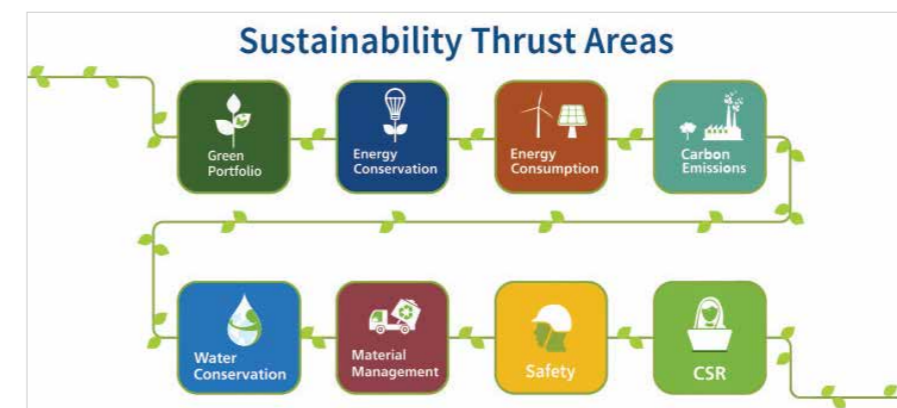 Sustainability Thrust Areas
Green
Portfolio
Energy
Conservation
Energy
Consumption
Carbon
Emissions
Water
Conservation
Material
Management
Safety
CSR